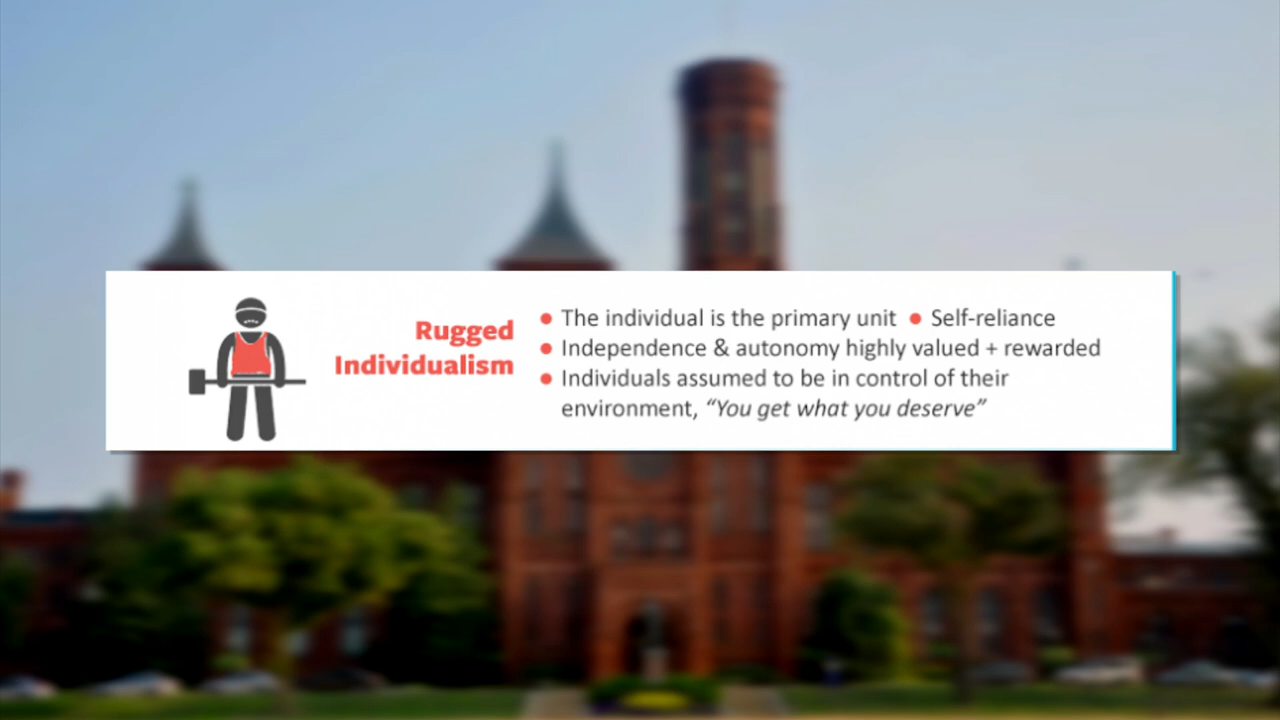 Rugged
Individualism
• The individual is the primary unit • Self-reliance
• Independence & autonomy highly valued + rewarded
• Individuals assumed to be in control of their
environment, “You get what you deserve”